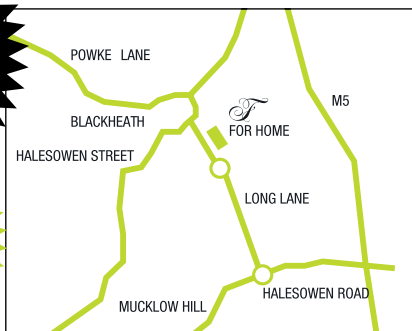 POWKE LANE
M5
BLACKHEATH
F
FOR HOME
HALESOWEN STREET
LONG LANE
HALESOWEN ROAD
MUCKLOW HILL